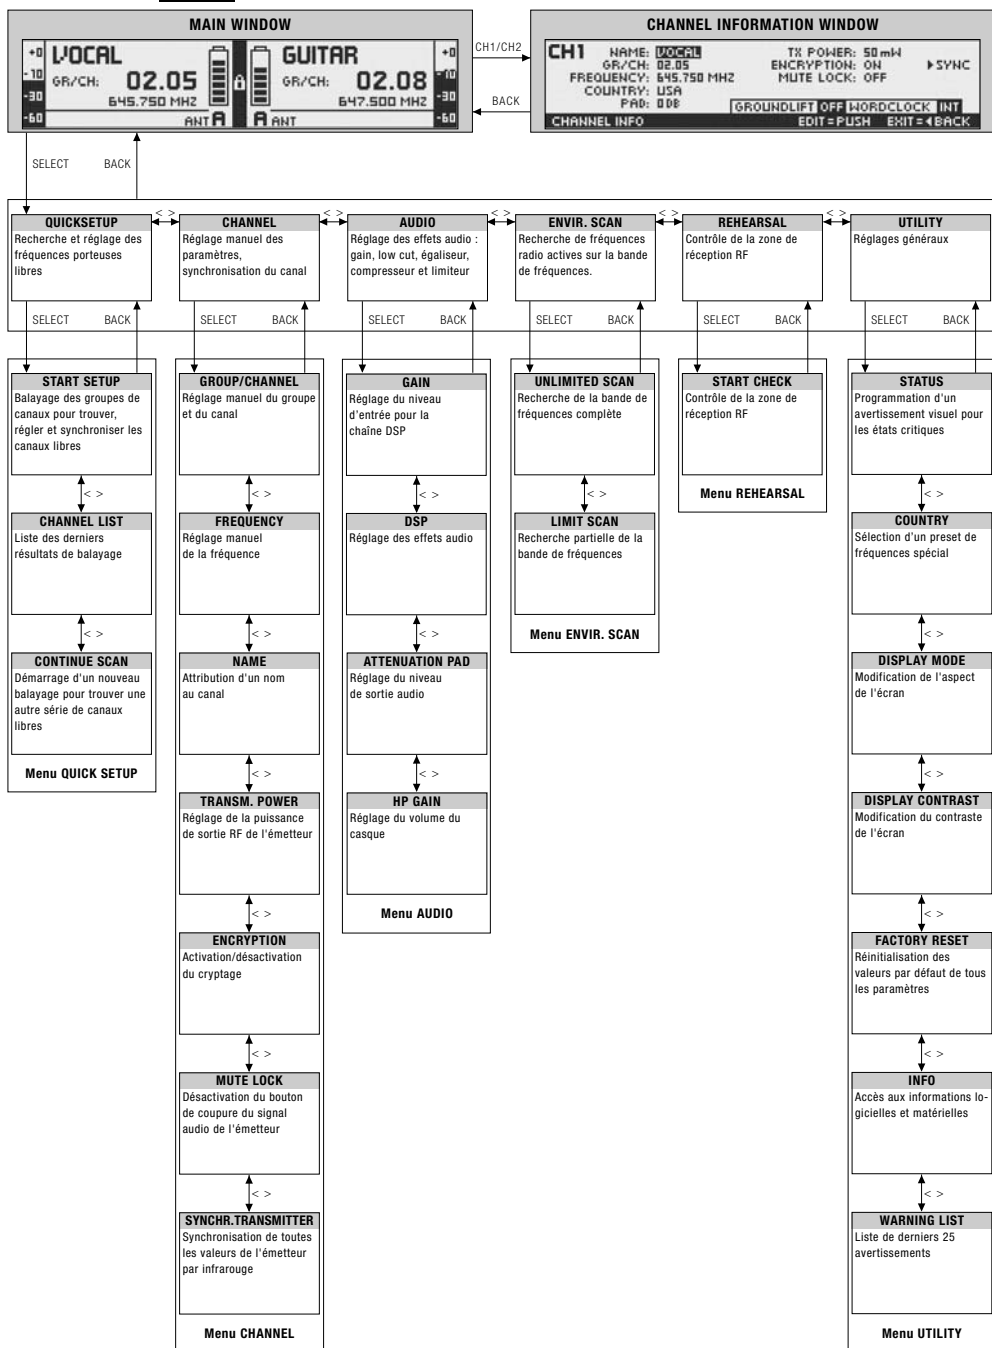 MAIN WINDOW
+0
-10
-30
-60
VOCAL
GR/CH: 02.05
645.750 MHZ
ANT A
GUITAR
GR/CH: 02.08
647.500 MHZ
A ANT
+0
-10
-30
-60
CH1/CH2
BACK
CHANNEL INFORMATION WINDOW
CH1
NAME: VOCAL
GR/CH: 02.05
FREQUENCY: 645.750 MHZ
COUNTRY: USA
PAD: 0 DB
TX POWER: 50 mW
ENCRYPTION: ON
MUTE LOCK: OFF
▶SYNC
GROUNDLIFT OFF WORDCLOCK INT
CHANNEL INFO EDIT=PUSH EXIT=◀BACK
SELECT BACK
QUICKSETUP
Recherche et réglage des
fréquences porteuses
libres
< >
CHANNEL
Réglage manuel des
paramètres,
synchronisation du canal
< >
AUDIO
Réglage des effets audio :
gain, low cut, égaliseur,
compresseur et limiteur
< >
ENVIR. SCAN
Recherche de fréquences
radio actives sur la bande
de fréquences.
< >
REHEARSAL
Contrôle de la zone de
réception RF
< >
UTILITY
Réglages généraux
SELECT BACK
SELECT BACK
SELECT BACK
SELECT BACK
SELECT BACK
SELECT BACK
START SETUP
Balayage des groupes de
canaux pour trouver,
régler et synchroniser les
canaux libres
< >
CHANNEL LIST
Liste des derniers
résultats de balayage
< >
CONTINUE SCAN
Démarrage d'un nouveau
balayage pour trouver une
autre série de canaux
libres
Menu QUICK SETUP
GROUP/CHANNEL
Réglage manuel du groupe
et du canal
< >
FREQUENCY
Réglage manuel
de la fréquence
< >
NAME
Attribution d'un nom
au canal
< >
TRANSM. POWER
Réglage de la puissance
de sortie RF de l'émetteur
< >
ENCRYPTION
Activation/désactivation
du cryptage
< >
MUTE LOCK
Désactivation du bouton
de coupure du signal
audio de l'émetteur
< >
SYNCHR.TRANSMITTER
Synchronisation de toutes
les valeurs de l'émetteur
par infrarouge
Menu CHANNEL
GAIN
Réglage du niveau
d'entrée pour la
chaîne DSP
< >
DSP
Réglage des effets audio
< >
ATTENUATION PAD
Réglage du niveau
de sortie audio
< >
HP GAIN
Réglage du volume du
casque
Menu AUDIO
UNLIMITED SCAN
Recherche de la bande de
fréquences complète
< >
LIMIT SCAN
Recherche partielle de la
bande de fréquences
Menu ENVIR. SCAN
START CHECK
Contrôle de la zone de
réception RF
Menu REHEARSAL
STATUS
Programmation d'un
avertissement visuel pour
les états critiques
< >
COUNTRY
Sélection d'un preset de
fréquences spécial
< >
DISPLAY MODE
Modification de l'aspect
de l'écran
< >
DISPLAY CONTRAST
Modification du contraste
de l'écran
< >
FACTORY RESET
Réinitialisation des
valeurs par défaut de tous
les paramètres
< >
INFO
Accès aux informations lo-
gicielles et matérielles
< >
WARNING LIST
Liste de derniers 25
avertissements
Menu UTILITY